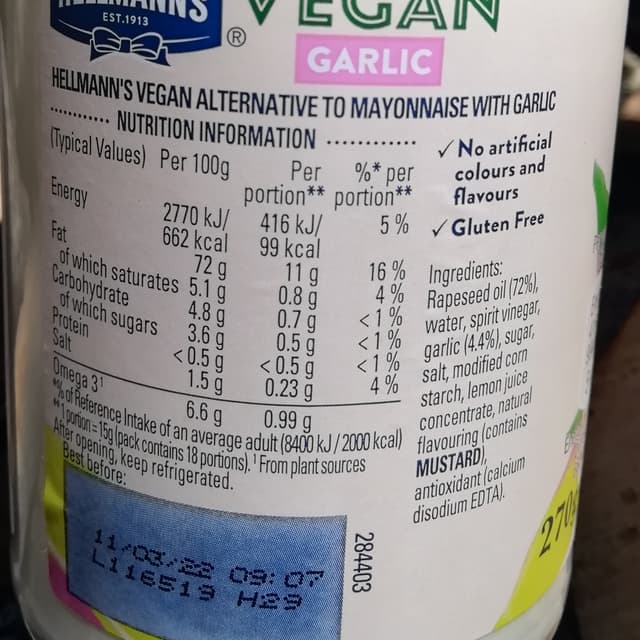 HELLMANN'S
EST.1913
®
VEGAN
GARLIC
HELLMANN'S VEGAN ALTERNATIVE TO MAYONNAISE WITH GARLIC
NUTRITION INFORMATION
(Typical Values) Per 100g Per portion** %* per portion**
Energy 2770 kJ/ 662 kcal 416 kJ/ 99 kcal 5 %
Fat 72 g 11 g 16 %
of which saturates 5.1 g 0.8 g 4 %
Carbohydrate 4.8 g 0.7 g <1 %
of which sugars 3.6 g 0.5 g <1 %
Protein <0.5 g <0.5 g <1 %
Salt 1.5 g 0.23 g 4 %
Omega 3¹ 6.6 g 0.99 g
*% of Reference Intake of an average adult (8400 kJ / 2000 kcal)
**1 portion = 15g (pack contains 18 portions). ¹ From plant sources
After opening, keep refrigerated.
Best before:
11/03/22 09:07
L116519 H29
284403
✓ No artificial
colours and
flavours
✓ Gluten Free
Ingredients:
Rapeseed oil (72%),
water, spirit vinegar,
garlic (4.4%), sugar,
salt, modified corn
starch, lemon juice
concentrate, natural
flavouring (contains
MUSTARD),
antioxidant (calcium
disodium EDTA).
270g